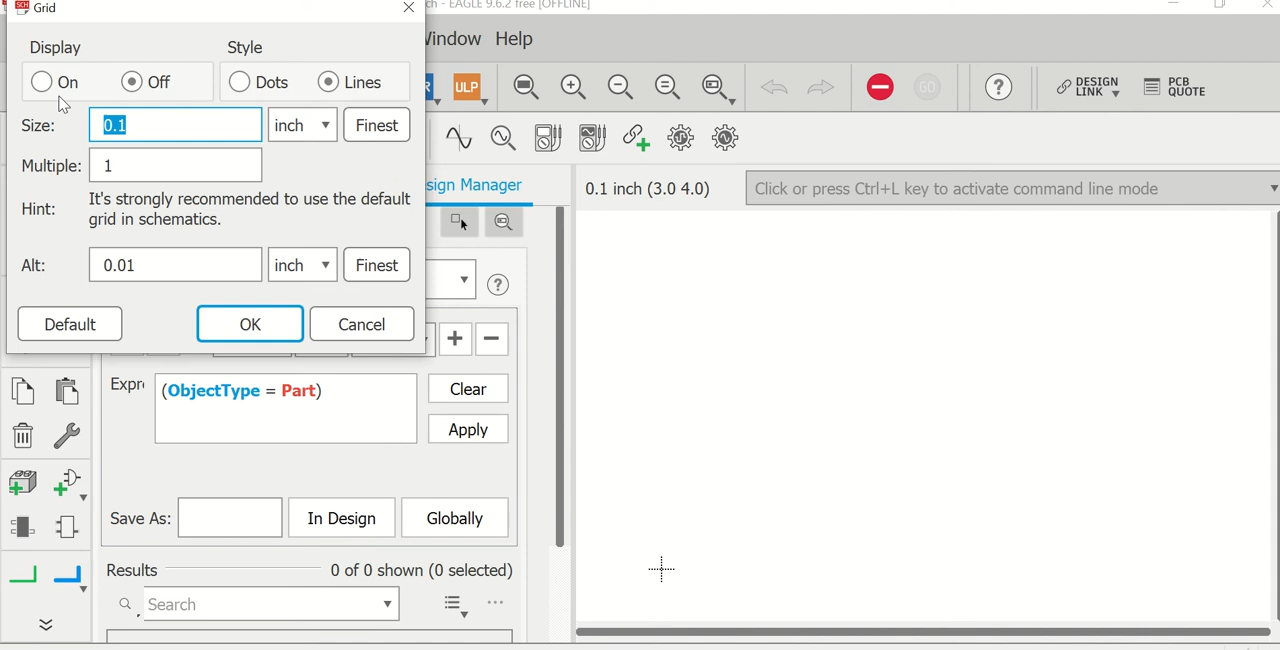 Grid
ch - EAGLE 9.6.2 free [OFFLINE]
Window Help
Display Style
On Off Dots Lines
ULP
DESIGN LINK
PCB QUOTE
Size: 0.1 inch Finest
Multiple: 1
Hint: It's strongly recommended to use the default
grid in schematics.
Alt: 0.01 inch Finest
Default OK Cancel
sign Manager
0.1 inch (3.0 4.0)
Click or press Ctrl+L key to activate command line mode
Expr (ObjectType = Part)
Clear
Apply
Save As: In Design Globally
Results 0 of 0 shown (0 selected)
Search